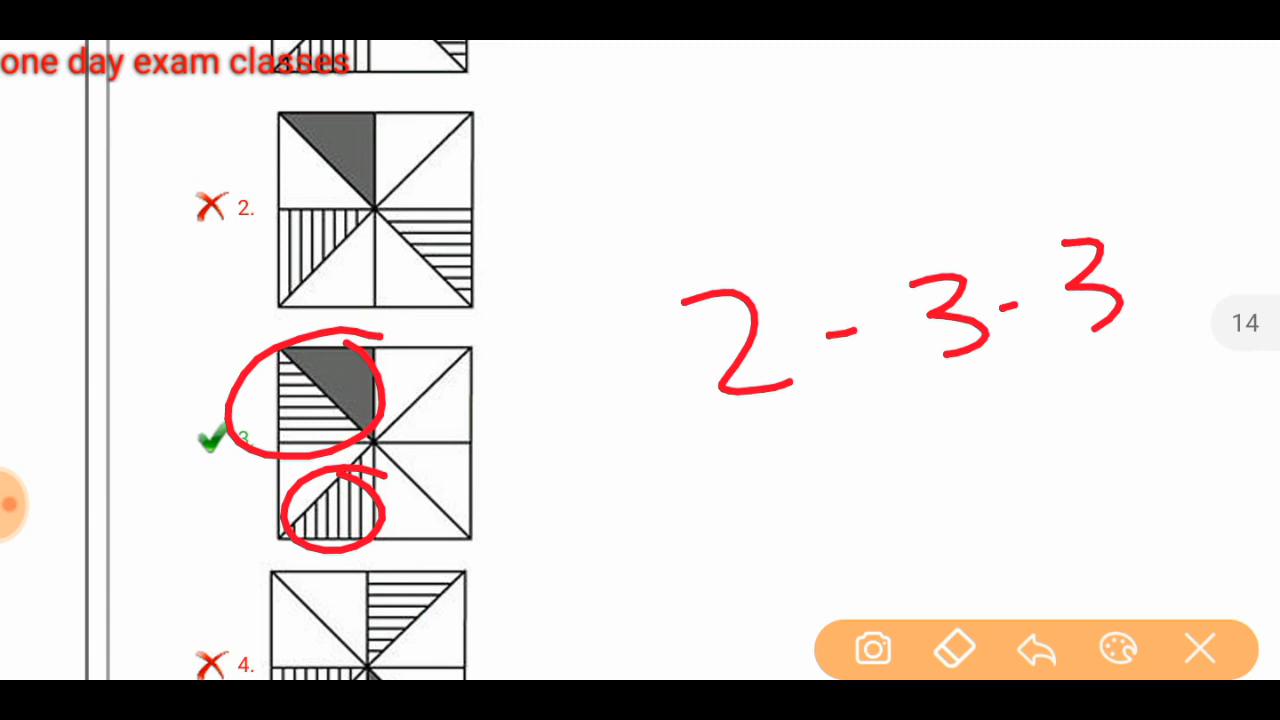 one day exam classes
2.
2 - 3 - 3
14
3.
4.